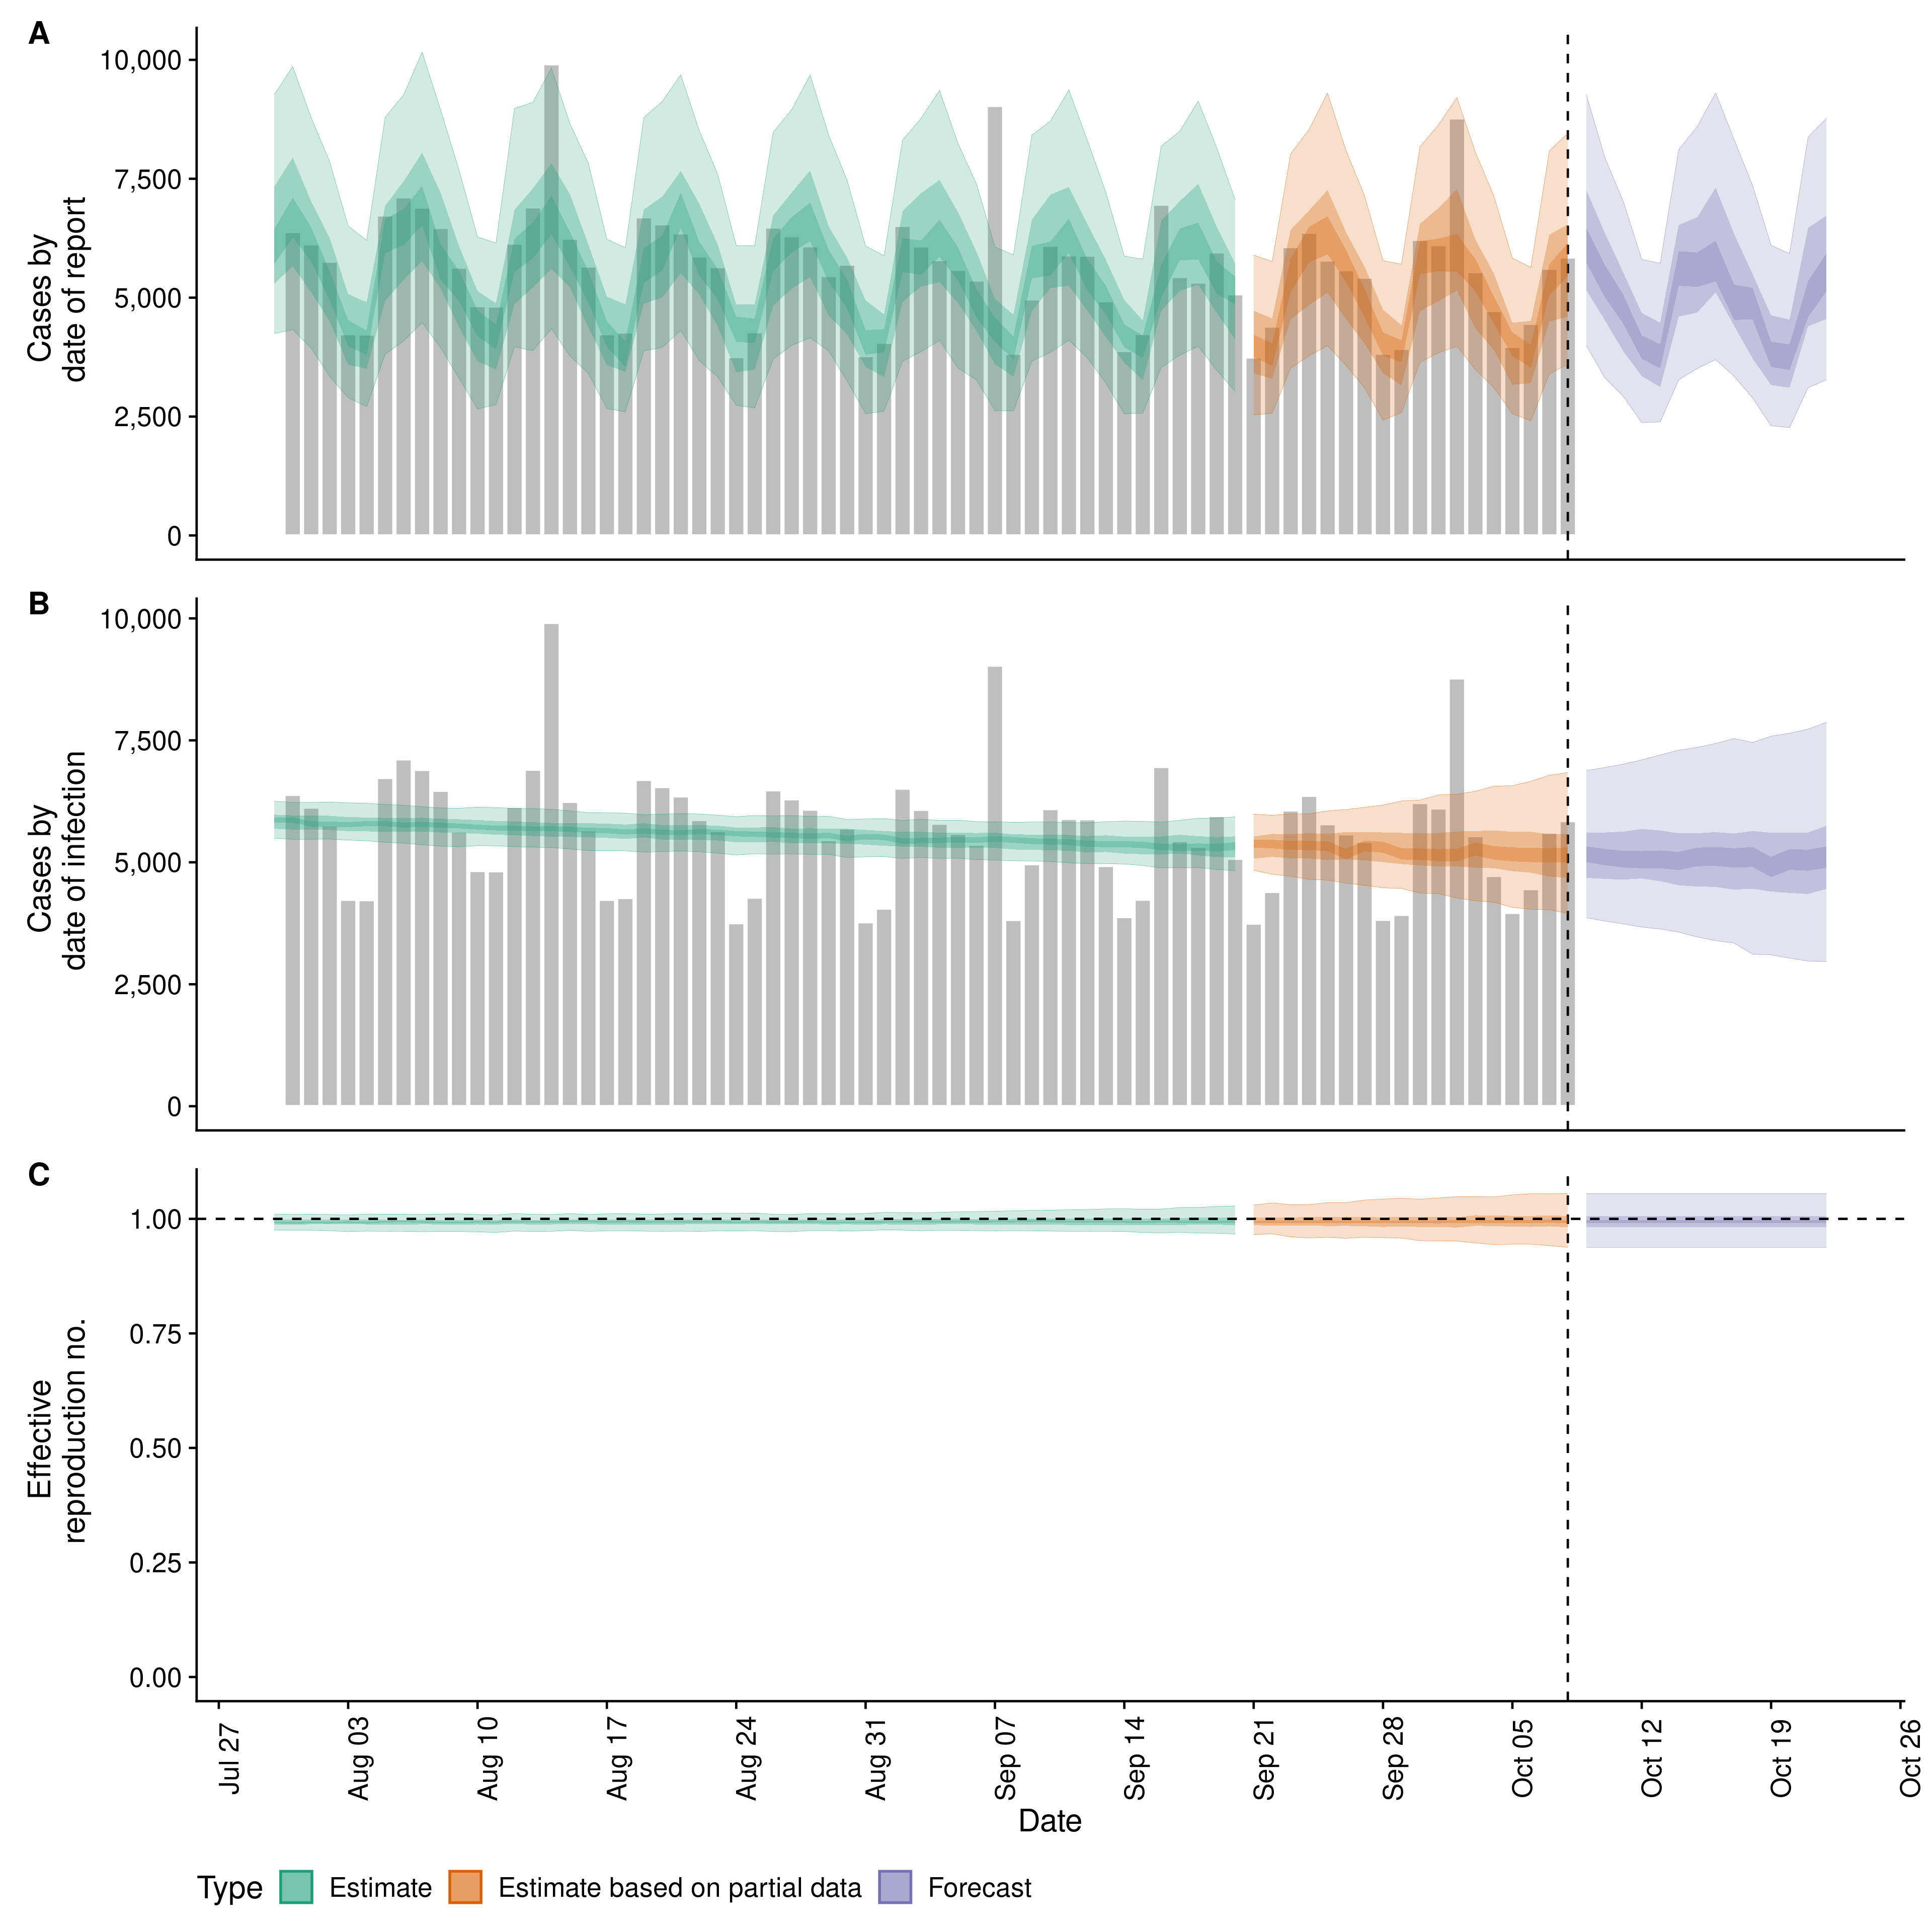 A
10,000
7,500
5,000
2,500
0
Cases by
date of report
B
10,000
7,500
5,000
2,500
0
Cases by
date of infection
C
1.00
0.75
0.50
0.25
0.00
Effective
reproduction no.
Jul 27
Aug 03
Aug 10
Aug 17
Aug 24
Aug 31
Sep 07
Sep 14
Sep 21
Sep 28
Oct 05
Oct 12
Oct 19
Oct 26
Date
Type Estimate Estimate based on partial data Forecast